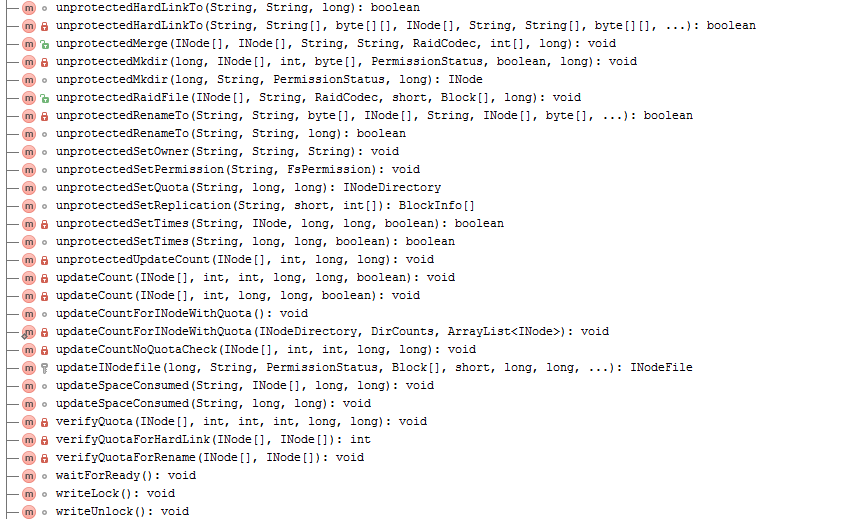 unprotectedHardLinkTo(String, String, long): boolean
unprotectedHardLinkTo(String, String[], byte[][], INode[], String, String[], byte[][], ...): boolean
unprotectedMerge(INode[], INode[], String, String, RaidCodec, int[], long): void
unprotectedMkdir(long, INode[], int, byte[], PermissionStatus, boolean, long): void
unprotectedMkdir(long, String, PermissionStatus, long): INode
unprotectedRaidFile(INode[], String, RaidCodec, short, Block[], long): void
unprotectedRenameTo(String, String, byte[], INode[], String, INode[], byte[], ...): boolean
unprotectedRenameTo(String, String, long): boolean
unprotectedSetOwner(String, String, String): void
unprotectedSetPermission(String, FsPermission): void
unprotectedSetQuota(String, long, long): INodeDirectory
unprotectedSetReplication(String, short, int[]): BlockInfo[]
unprotectedSetTimes(String, INode, long, long, boolean): boolean
unprotectedSetTimes(String, long, long, boolean): boolean
unprotectedUpdateCount(INode[], int, long, long): void
updateCount(INode[], int, int, long, long, boolean): void
updateCount(INode[], int, long, long, boolean): void
updateCountForINodeWithQuota(): void
updateCountForINodeWithQuota(INodeDirectory, DirCounts, ArrayList<INode>): void
updateCountNoQuotaCheck(INode[], int, int, long, long): void
updateINodefile(long, String, PermissionStatus, Block[], short, long, long, ...): INodeFile
updateSpaceConsumed(String, INode[], long, long): void
updateSpaceConsumed(String, long, long): void
verifyQuota(INode[], int, int, int, long, long): void
verifyQuotaForHardLink(INode[], INode[]): int
verifyQuotaForRename(INode[], INode[]): void
waitForReady(): void
writeLock(): void
writeUnlock(): void